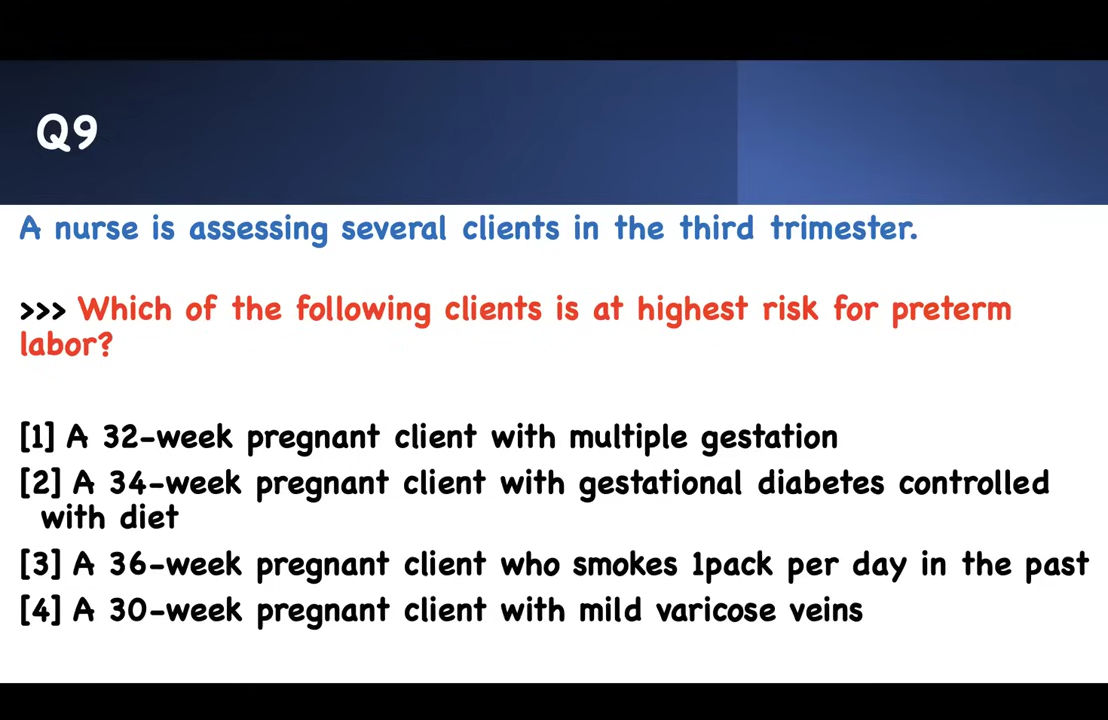 Q9
A nurse is assessing several clients in the third trimester.
>>> Which of the following clients is at highest risk for preterm
labor?
[1] A 32-week pregnant client with multiple gestation
[2] A 34-week pregnant client with gestational diabetes controlled
with diet
[3] A 36-week pregnant client who smokes 1pack per day in the past
[4] A 30-week pregnant client with mild varicose veins